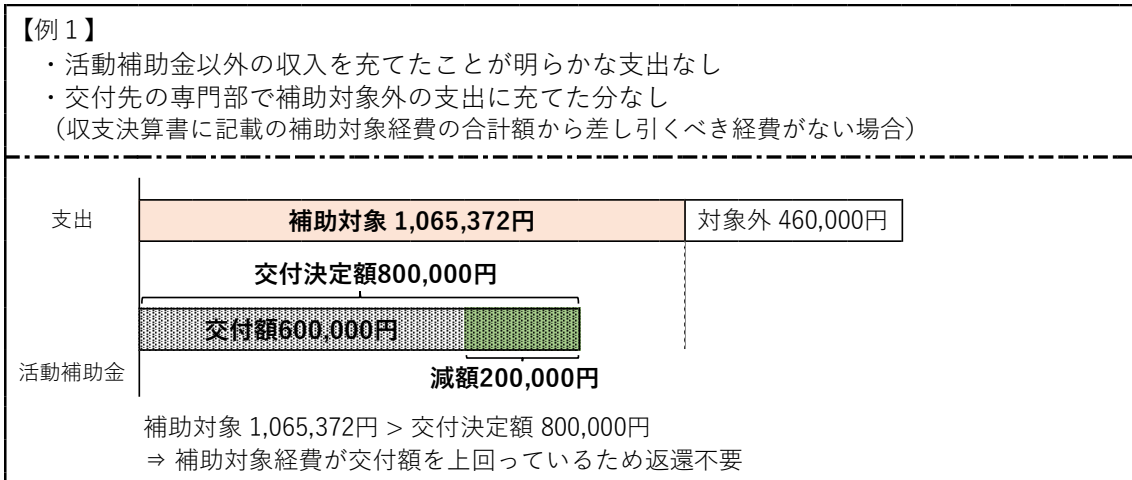 【例１】
・活動補助金以外の収入を充てたことが明らかな支出なし
・交付先の専門部で補助対象外の支出に充てた分なし
（収支決算書に記載の補助対象経費の合計額から差し引くべき経費がない場合）
支出
補助対象 1,065,372円
対象外 460,000円
交付決定額800,000円
交付額600,000円
活動補助金
減額200,000円
補助対象 1,065,372円 > 交付決定額 800,000円
⇒ 補助対象経費が交付額を上回っているため返還不要